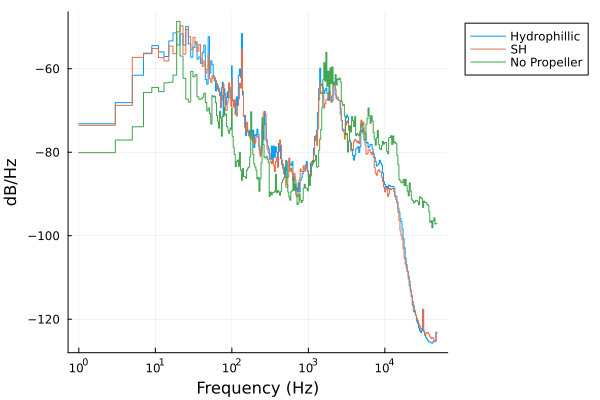 Hydrophillic
SH
No Propeller
dB/Hz
−60
−80
−100
−120
10⁰ 10¹ 10² 10³ 10⁴
Frequency (Hz)